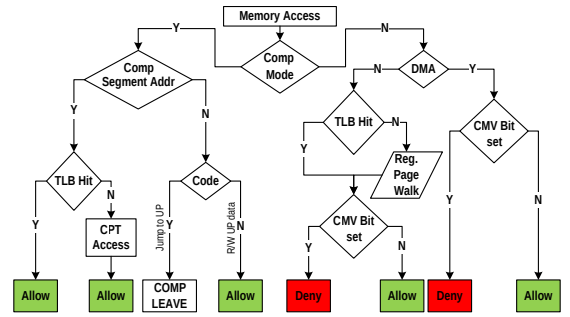 Memory Access
Y
N
Comp
Mode
Comp
Segment Addr
N
DMA
Y
Y
N
TLB Hit
N
CMV Bit
set
TLB Hit
Code
Y
Reg.
Page
Walk
N
Y
Y
Jump to UP
N
R/W UP data
CPT
Access
CMV Bit
set
Y
N
Y
N
Allow
Allow
COMP
LEAVE
Allow
Deny
Allow
Deny
Allow